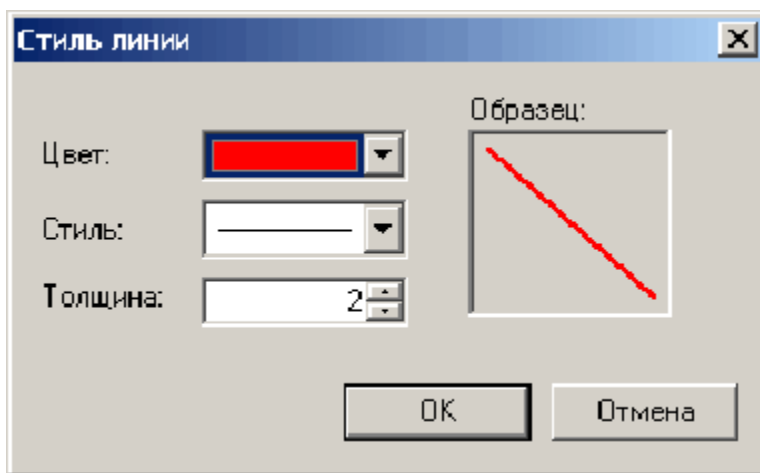 Стиль линии
Образец:
Цвет:
Стиль:
Толщина:
2
OK
Отмена